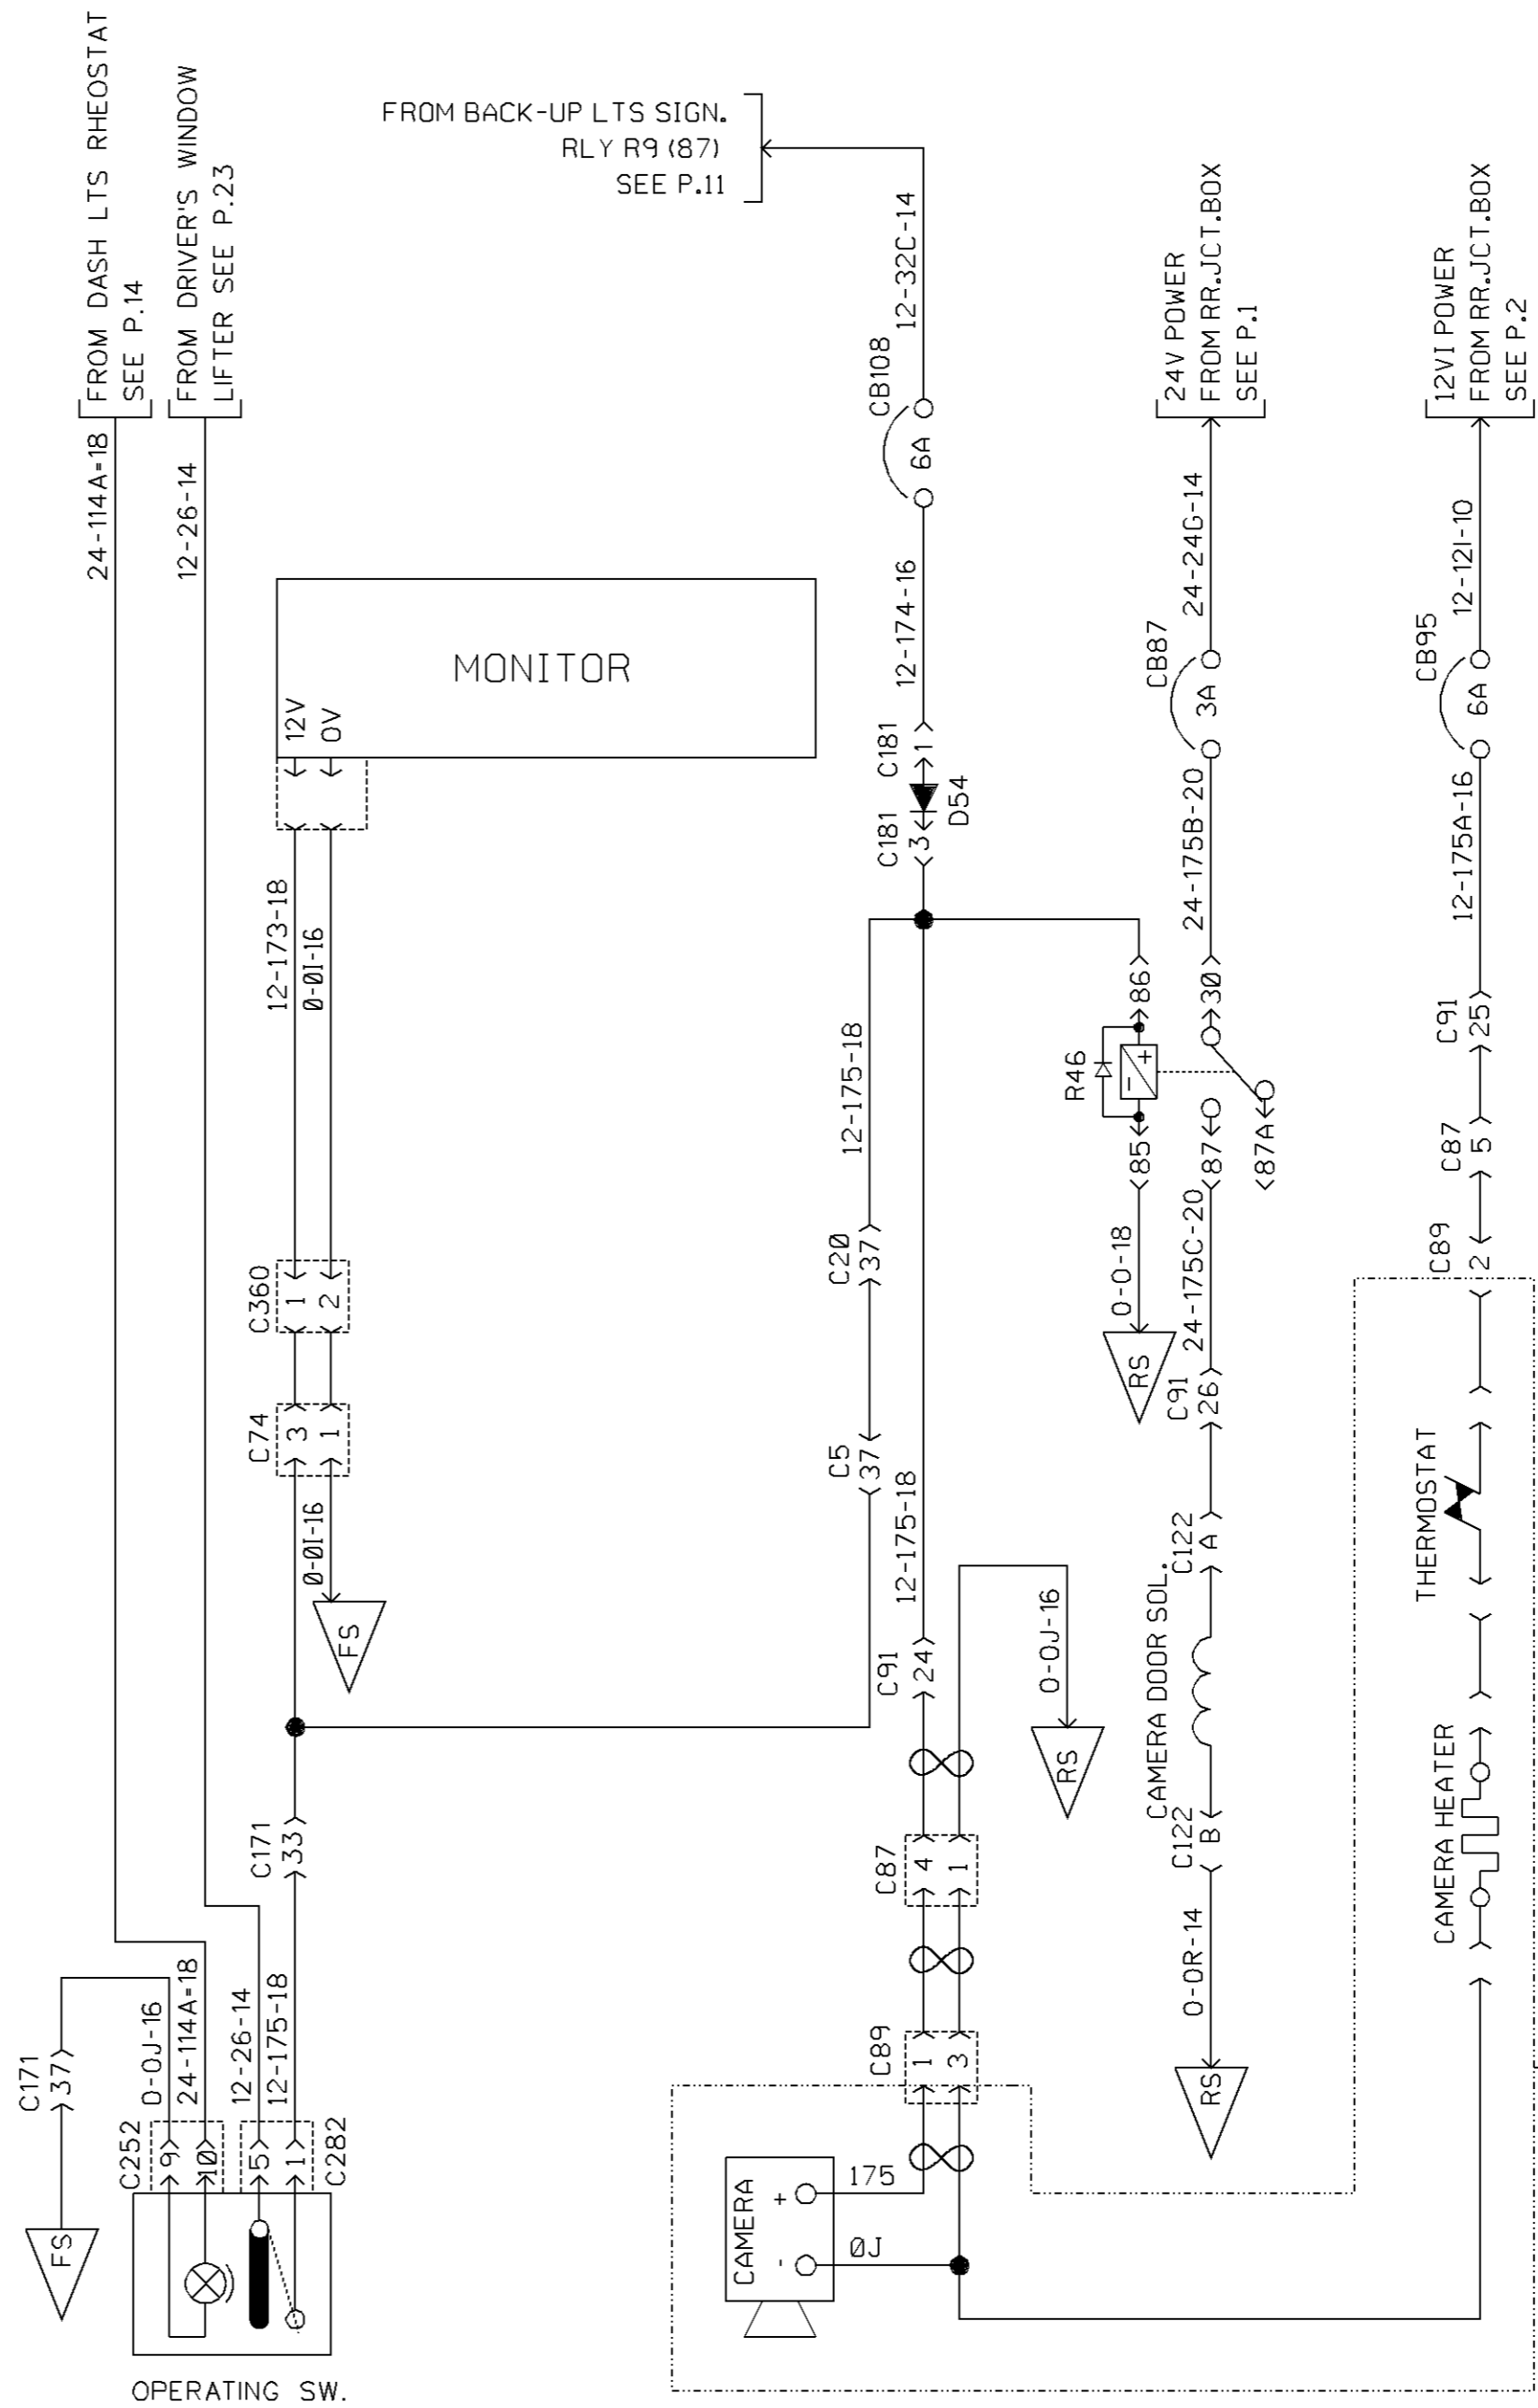 FROM DASH LTS RHEOSTAT
SEE P.14
FROM DRIVER'S WINDOW
LIFTER SEE P.23
24-114A=18
12-26-14
FROM BACK-UP LTS SIGN.
RLY R9 (87)
SEE P.11
12-32C-14
24V POWER
FROM RR.JCT.BOX
SEE P.1
12VI POWER
FROM RR.JCT.BOX
SEE P.2
CB108
6A
12-174-16
24-24G-14
12-12I-10
MONITOR
12V
0V
CB87
3A
CB95
6A
C181
1
D54
C181
3
24-175B-20
12-175A-16
12-173-18
0-0I-16
12-175-18
R46
86
30
+
-
85
87
87A
C91
25
C87
5
C89
2
C360
1
2
C20
37
0-0-18
RS
24-175C-20
C91
26
C74
3
1
0-0I-16
FS
C5
37
12-175-18
C91
24
0-0J-16
RS
CAMERA DOOR SOL.
C122
A
C122
B
THERMOSTAT
CAMERA HEATER
C171
33
C87
4
1
0-0R-14
RS
C89
1
3
C171
37
FS
0-0J-16
24-114A=18
12-26-14
12-175-18
C252
9
10
5
1
C282
CAMERA
+
-
175
0J
OPERATING SW.